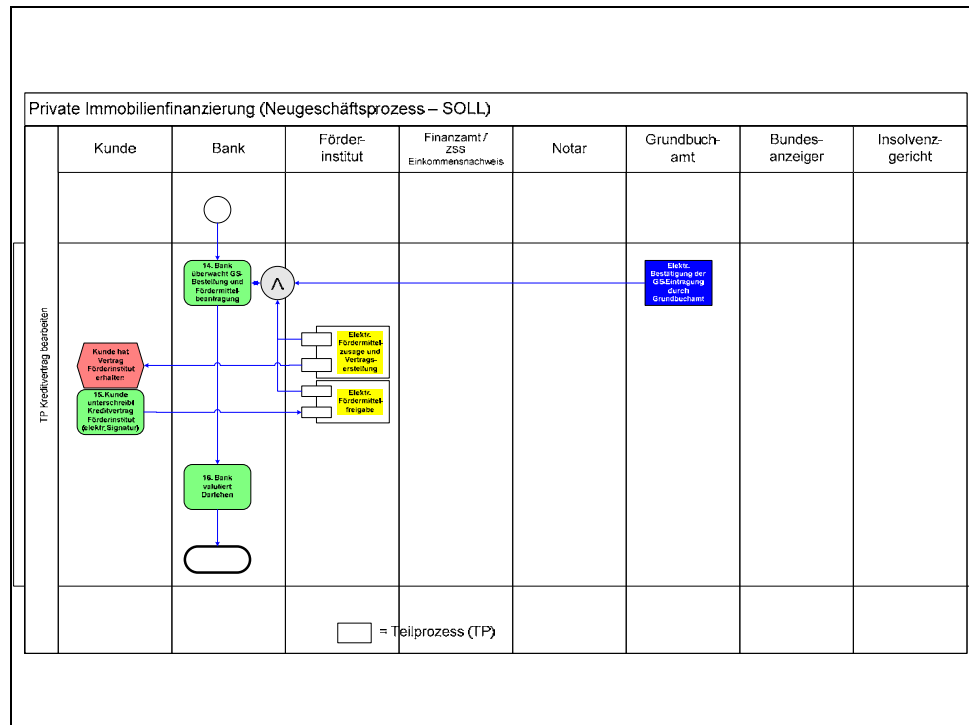 Private Immobilienfinanzierung (Neugeschäftsprozess – SOLL)
TP Kreditvertrag bearbeiten
Kunde
Bank
Förder-
institut
Finanzamt /
ZSS
Einkommensnachweis
Notar
Grundbuch-
amt
Bundes-
anzeiger
Insolvenz-
gericht
14. Bank
überwacht GS-
Bestellung und
Fördermittel-
beantragung
Λ
Elektr.
Bestätigung der
GS-Eintragung
durch
Grundbuchamt
Elektr.
Fördermittel-
zusage und
Vertrags-
erstellung
Kunde hat
Vertrag
Förderinstitut
erhalten
Elektr.
Fördermittel-
freigabe
15. Kunde
unterschreibt
Kreditvertrag
Förderinstitut
(elektr. Signatur)
16. Bank
valutiert
Darlehen
= Teilprozess (TP)